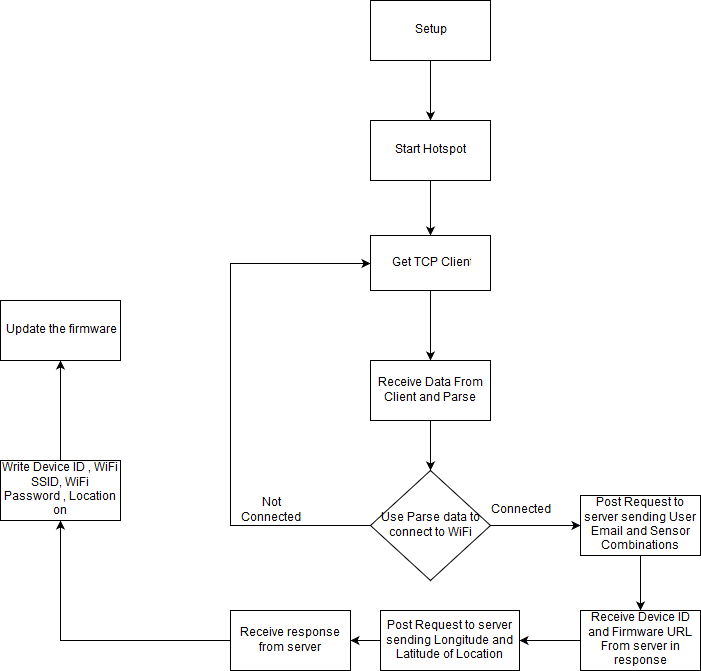 Setup
Start Hotspot
Get TCP Client
Update the firmware
Receive Data From
Client and Parse
Write Device ID , WiFi
SSID, WiFi
Password , Location
on
Not
Connected
Use Parse data to
connect to WiFi
Connected
Post Request to
server sending User
Email and Sensor
Combinations
Receive response
from server
Post Request to server
sending Longitude and
Latitude of Location
Receive Device ID
and Firmware URL
From server in
response